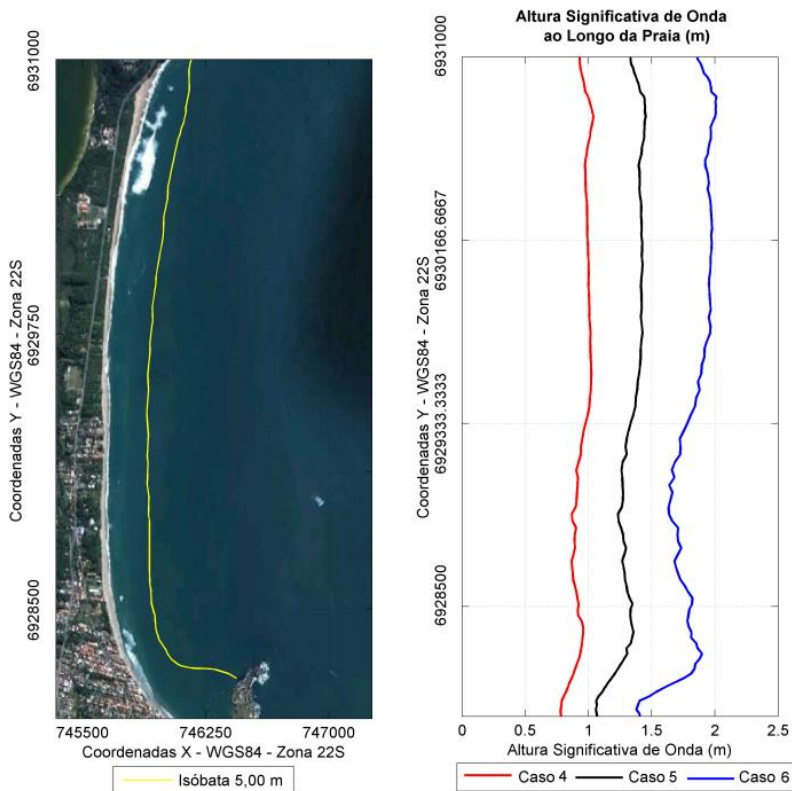 Altura Significativa de Onda
ao Longo da Praia (m)
6931000
6929750
6928500
Coordenadas Y - WGS84 - Zona 22S
745500
746250
747000
Coordenadas X - WGS84 - Zona 22S
Isóbata 5,00 m
6931000
6930166.6667
6929333.3333
6928500
Coordenadas Y - WGS84 - Zona 22S
0
0.5
1
1.5
2
2.5
Altura Significativa de Onda (m)
Caso 4
Caso 5
Caso 6